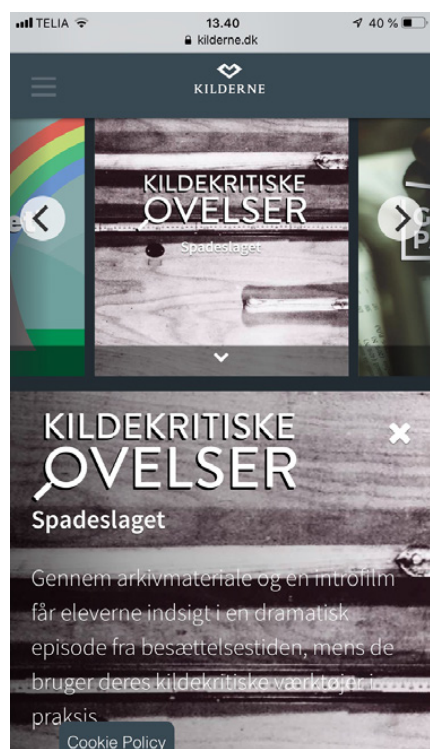 TELIA 13.40 40 %
kilderne.dk
KILDERNE
KILDEKRITISKE
OVELSER
Spadeslaget
KILDEKRITISKE
OVELSER
Spadeslaget
Gennem arkivmateriale og en introfilm
får eleverne indsigt i en dramatisk
episode fra besættelsestiden, mens de
bruger deres kildekritiske værktøjer i
praksis
Cookie Policy